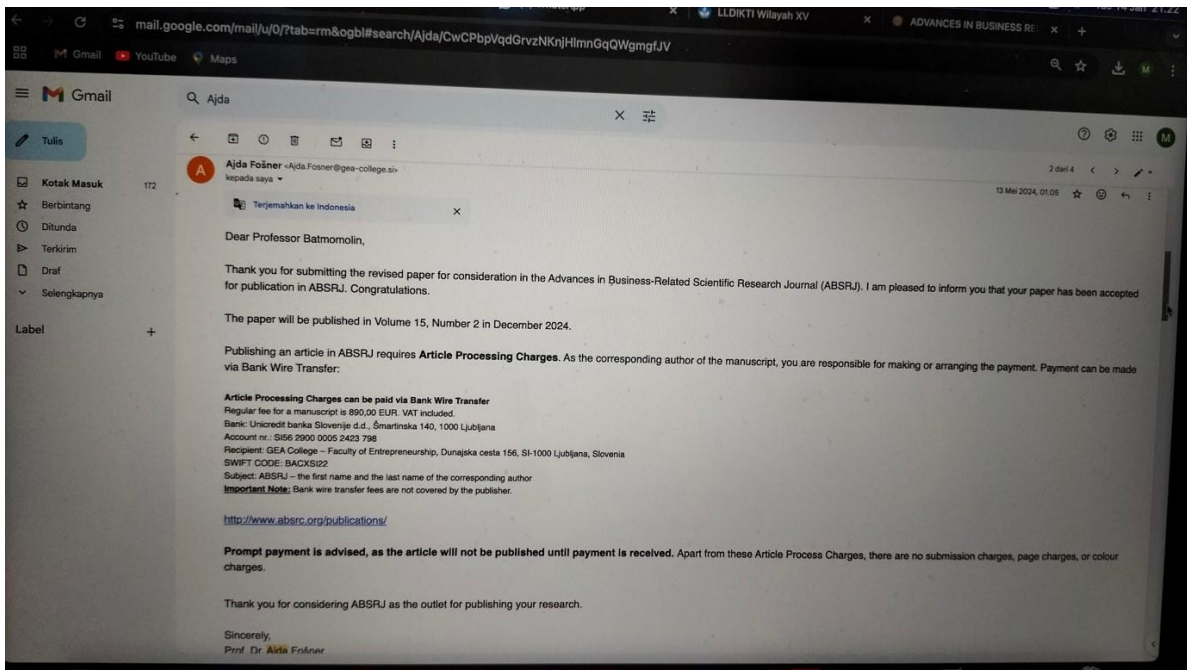 LLDIKTI Wilayah XV
ADVANCES IN BUSINESS RE
Tue 14 Jan 21.22
mail.google.com/mail/u/0/?tab=rm&ogbl#search/Ajda/CwCPbpVqdGrvzNKnjHlmnGqQWgmgfJV
Gmail
YouTube
Maps
M
Gmail
Ajda
Tulis
M
Kotak Masuk 172
Berbintang
Ditunda
Terkirim
Draf
Selengkapnya
Label
A
Ajda Fošner <Ajda.Fosner@gea-college.si>
kepada saya
2 dari 4
13 Mei 2024, 01.05
Terjemahkan ke Indonesia
Dear Professor Batmomolin,
Thank you for submitting the revised paper for consideration in the Advances in Business-Related Scientific Research Journal (ABSRJ). I am pleased to inform you that your paper has been accepted
for publication in ABSRJ. Congratulations.
The paper will be published in Volume 15, Number 2 in December 2024.
Publishing an article in ABSRJ requires Article Processing Charges. As the corresponding author of the manuscript, you are responsible for making or arranging the payment. Payment can be made
via Bank Wire Transfer:
Article Processing Charges can be paid via Bank Wire Transfer
Regular fee for a manuscript is 890,00 EUR. VAT included.
Bank: Unicredit banka Slovenije d.d., Šmartinska 140, 1000 Ljubljana
Account nr.: SI56 2900 0005 2423 798
Recipient: GEA College – Faculty of Entrepreneurship, Dunajska cesta 156, SI-1000 Ljubljana, Slovenia
SWIFT CODE: BACXSI22
Subject: ABSRJ – the first name and the last name of the corresponding author
Important Note: Bank wire transfer fees are not covered by the publisher.
http://www.absrc.org/publications/
Prompt payment is advised, as the article will not be published until payment is received. Apart from these Article Process Charges, there are no submission charges, page charges, or colour
charges.
Thank you for considering ABSRJ as the outlet for publishing your research.
Sincerely,
Prof. Dr. Ajda Fošner